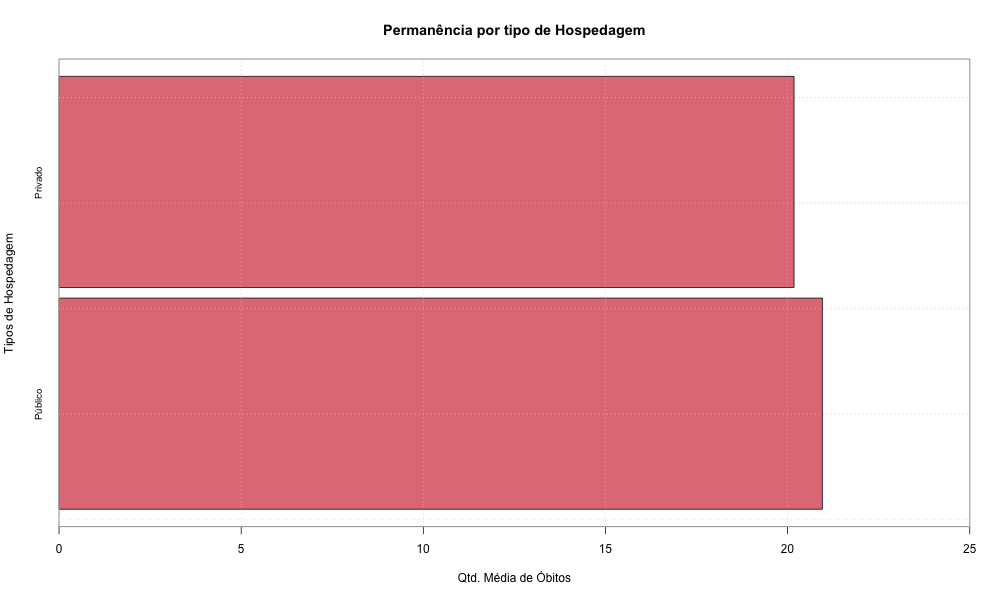 Permanência por tipo de Hospedagem
Tipos de Hospedagem
Privado
Público
0 5 10 15 20 25
Qtd. Média de Óbitos